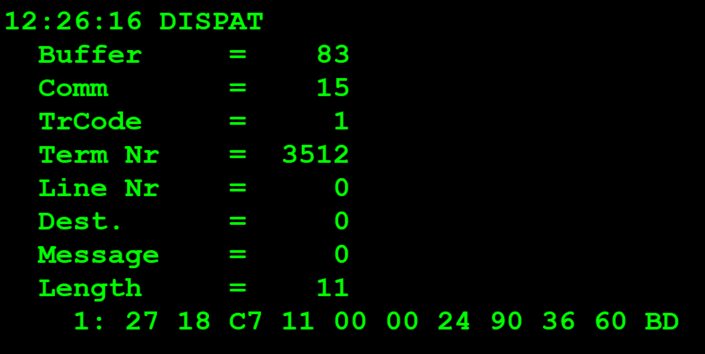 12:26:16 DISPAT
Buffer = 83
Comm = 15
TrCode = 1
Term Nr = 3512
Line Nr = 0
Dest. = 0
Message = 0
Length = 11
1: 27 18 C7 11 00 00 24 90 36 60 BD